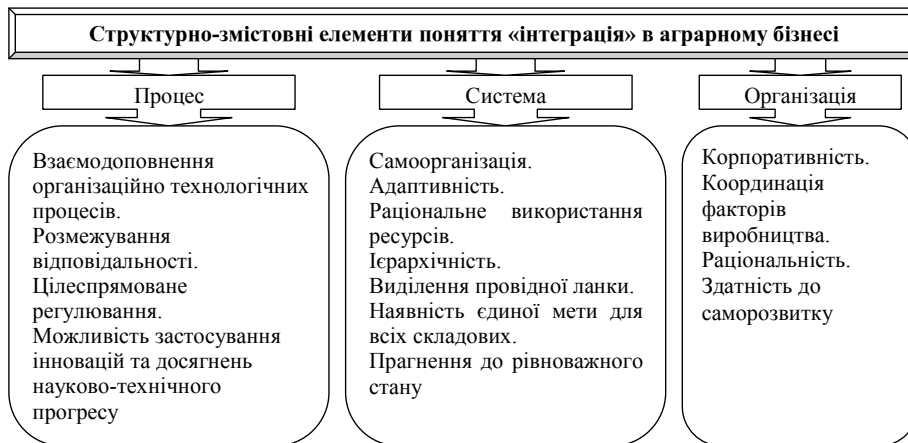 Структурно-змістовні елементи поняття «інтеграція» в аграрному бізнесі
Процес
Взаємодоповнення
організаційно технологічних
процесів.
Розмежування
відповідальності.
Цілеспрямоване
регулювання.
Можливість застосування
інновацій та досягнень
науково-технічного
прогресу
Система
Самоорганізація.
Адаптивність.
Раціональне використання
ресурсів.
Ієрархічність.
Виділення провідної ланки.
Наявність єдиної мети для
всіх складових.
Прагнення до рівноважного
стану
Організація
Корпоративність.
Координація
факторів
виробництва.
Раціональність.
Здатність до
саморозвитку